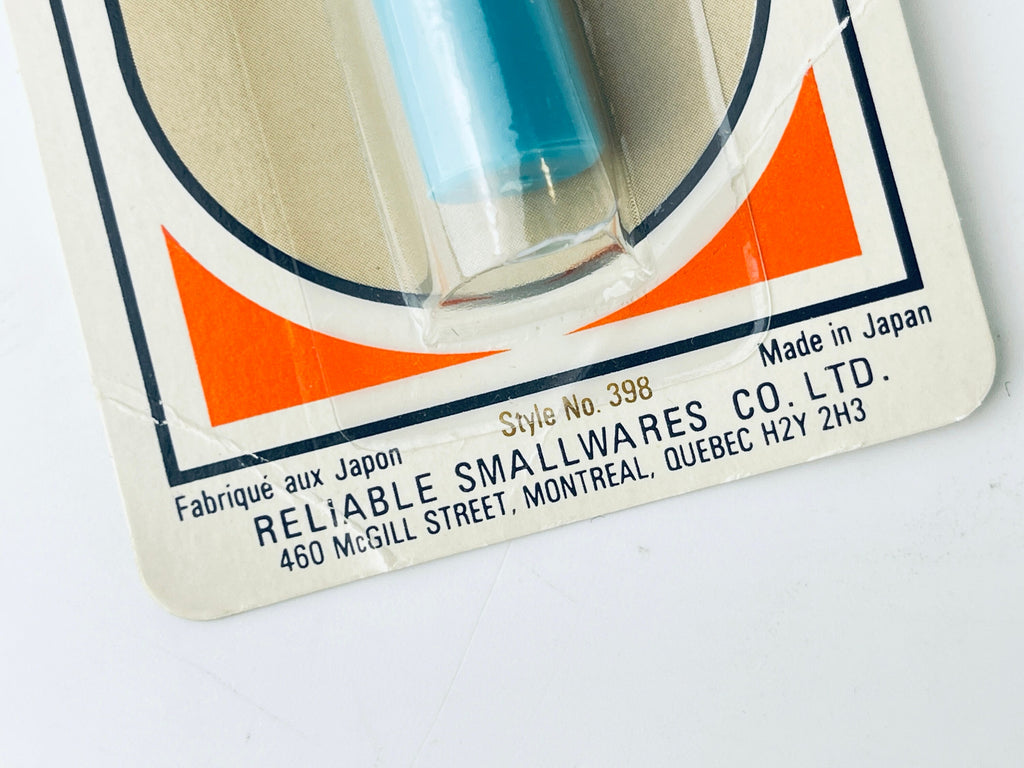 Style No. 398
Fabriqué aux Japon Made in Japan
RELIABLE SMALLWARES CO. LTD.
460 McGILL STREET, MONTREAL, QUEBEC H2Y 2H3